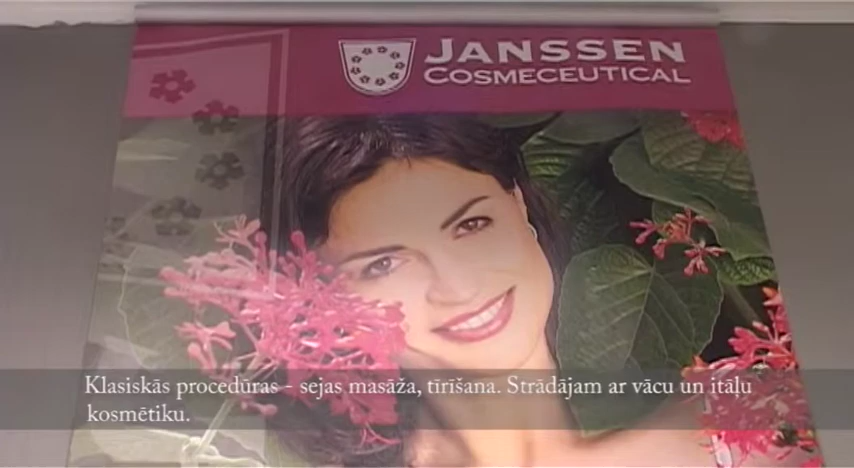 JANSSEN
COSMECEUTICAL
Klasiskās procedūras - sejas masāža, tīrīšana. Strādājam ar vācu un itāļu
kosmētiku.